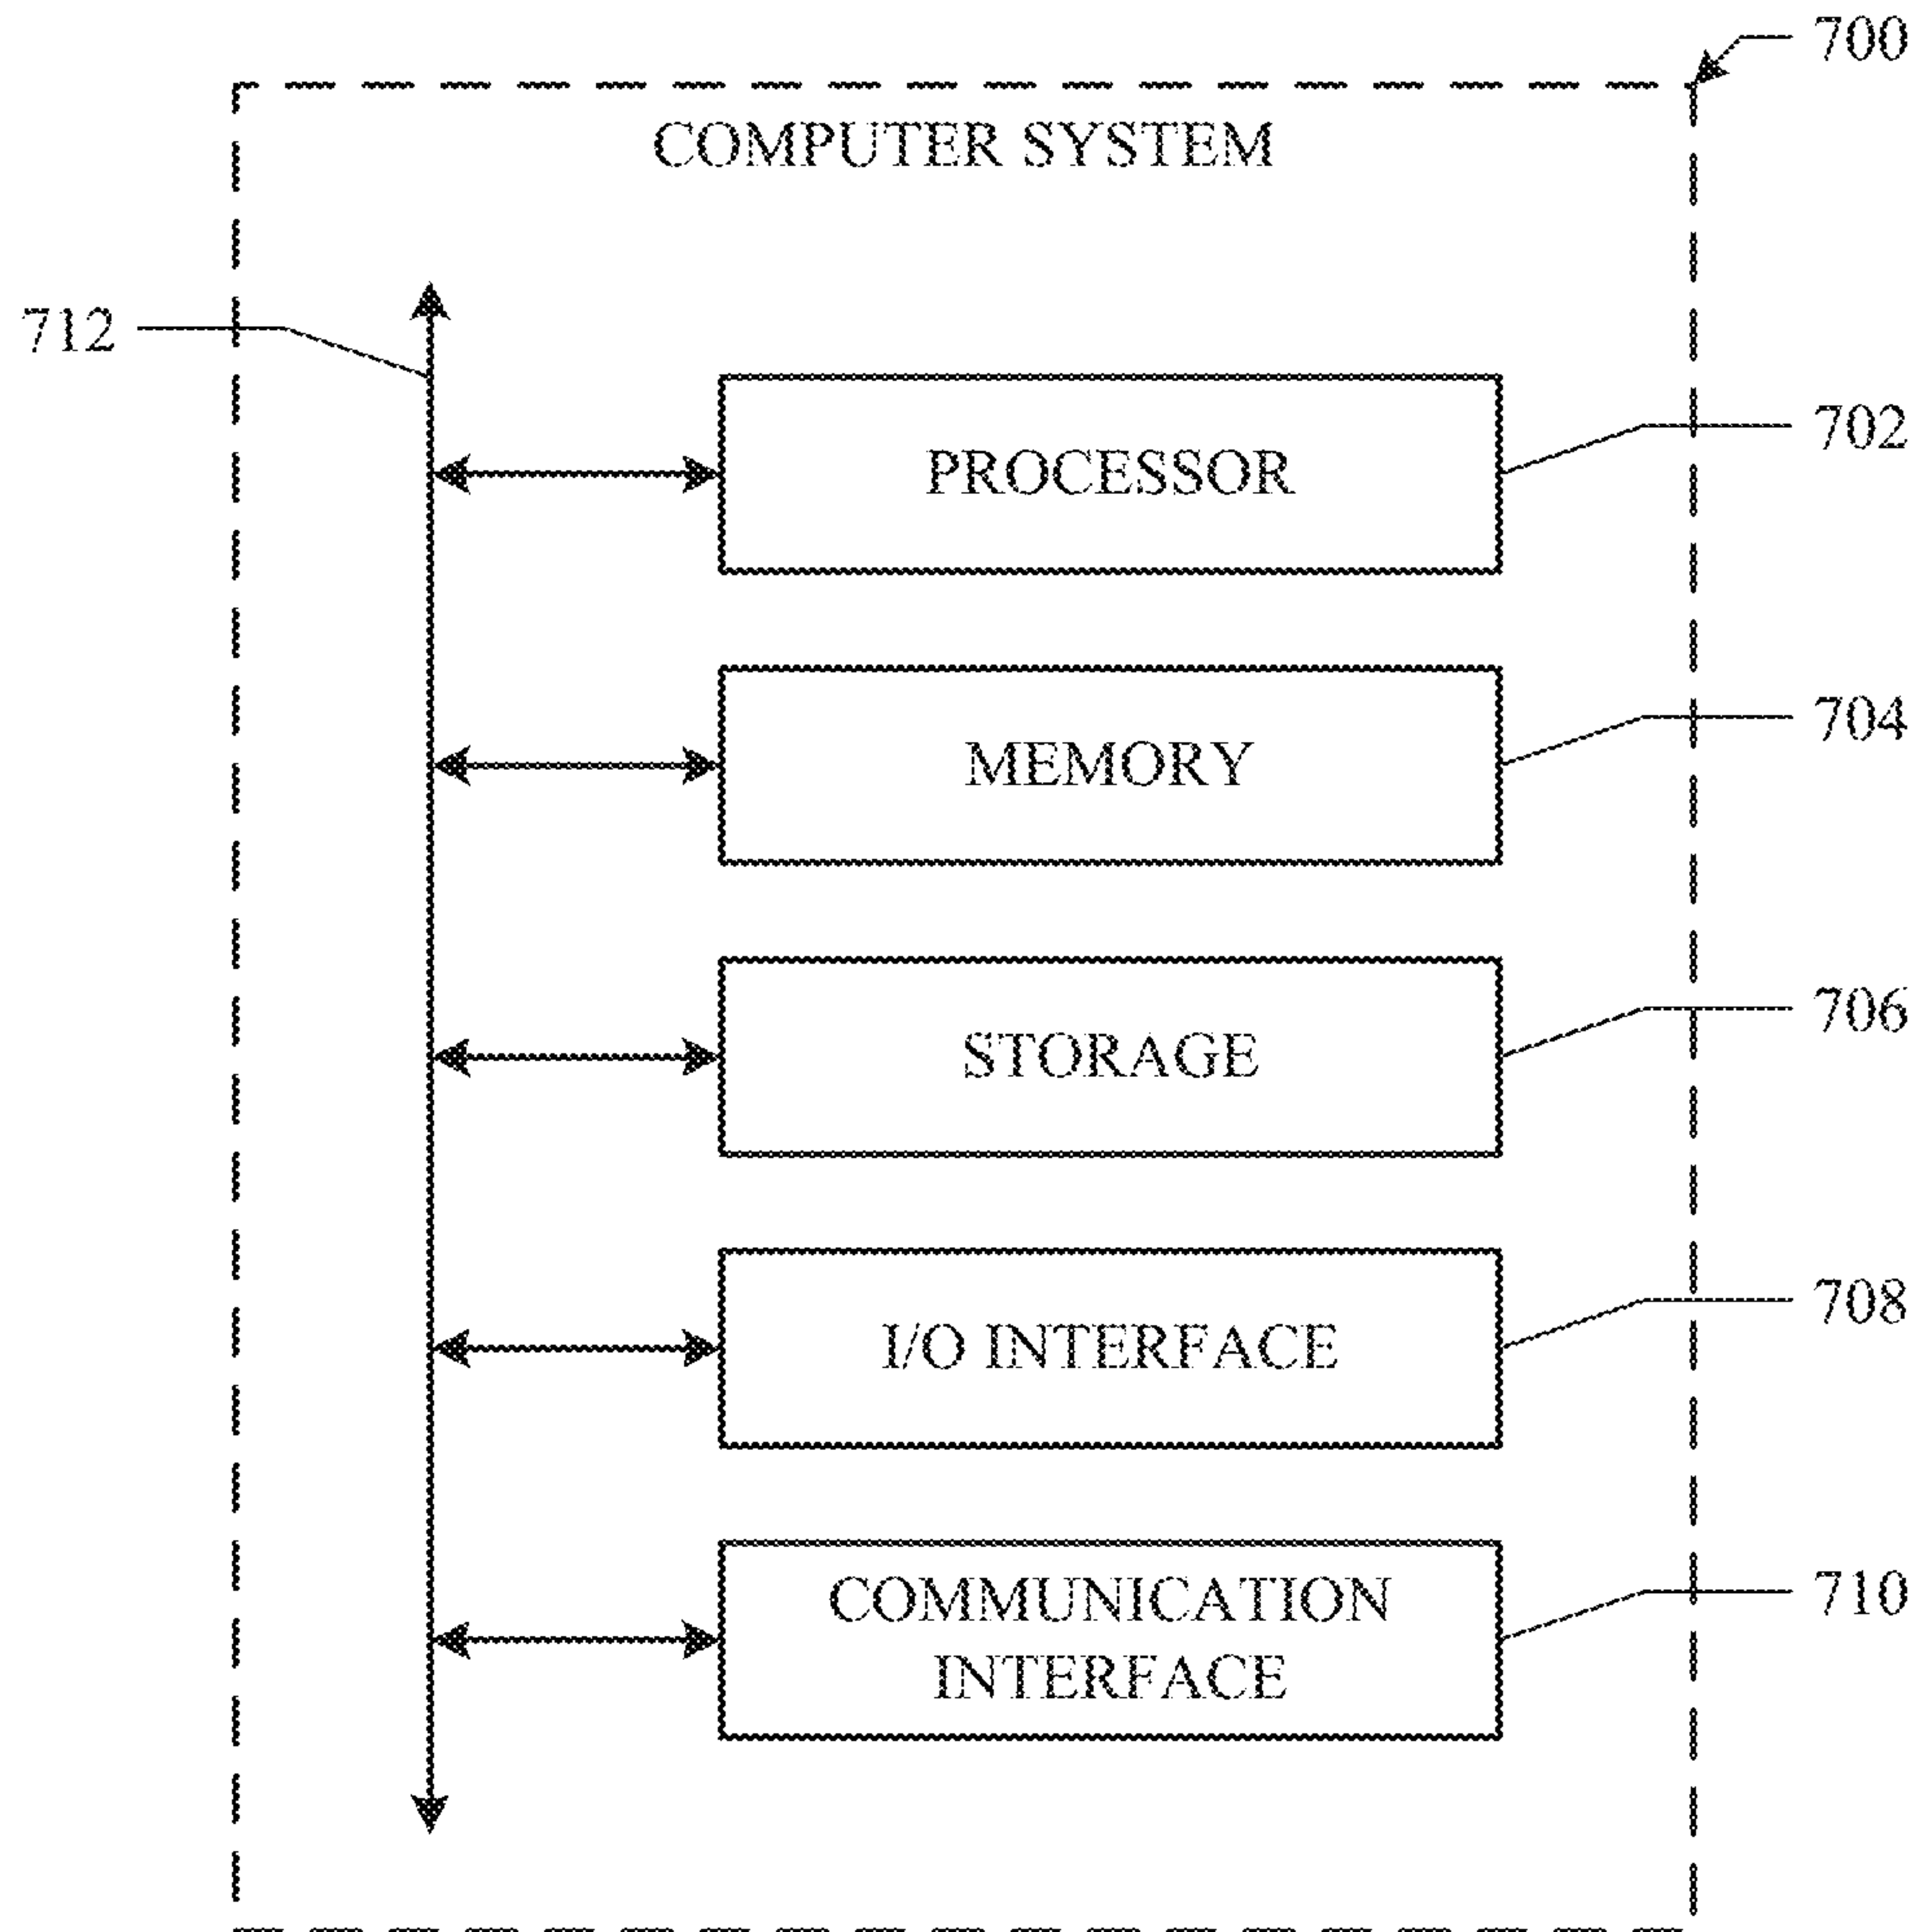 700
COMPUTER SYSTEM
712
702
PROCESSOR
704
MEMORY
706
STORAGE
708
I/O INTERFACE
710
COMMUNICATION
INTERFACE